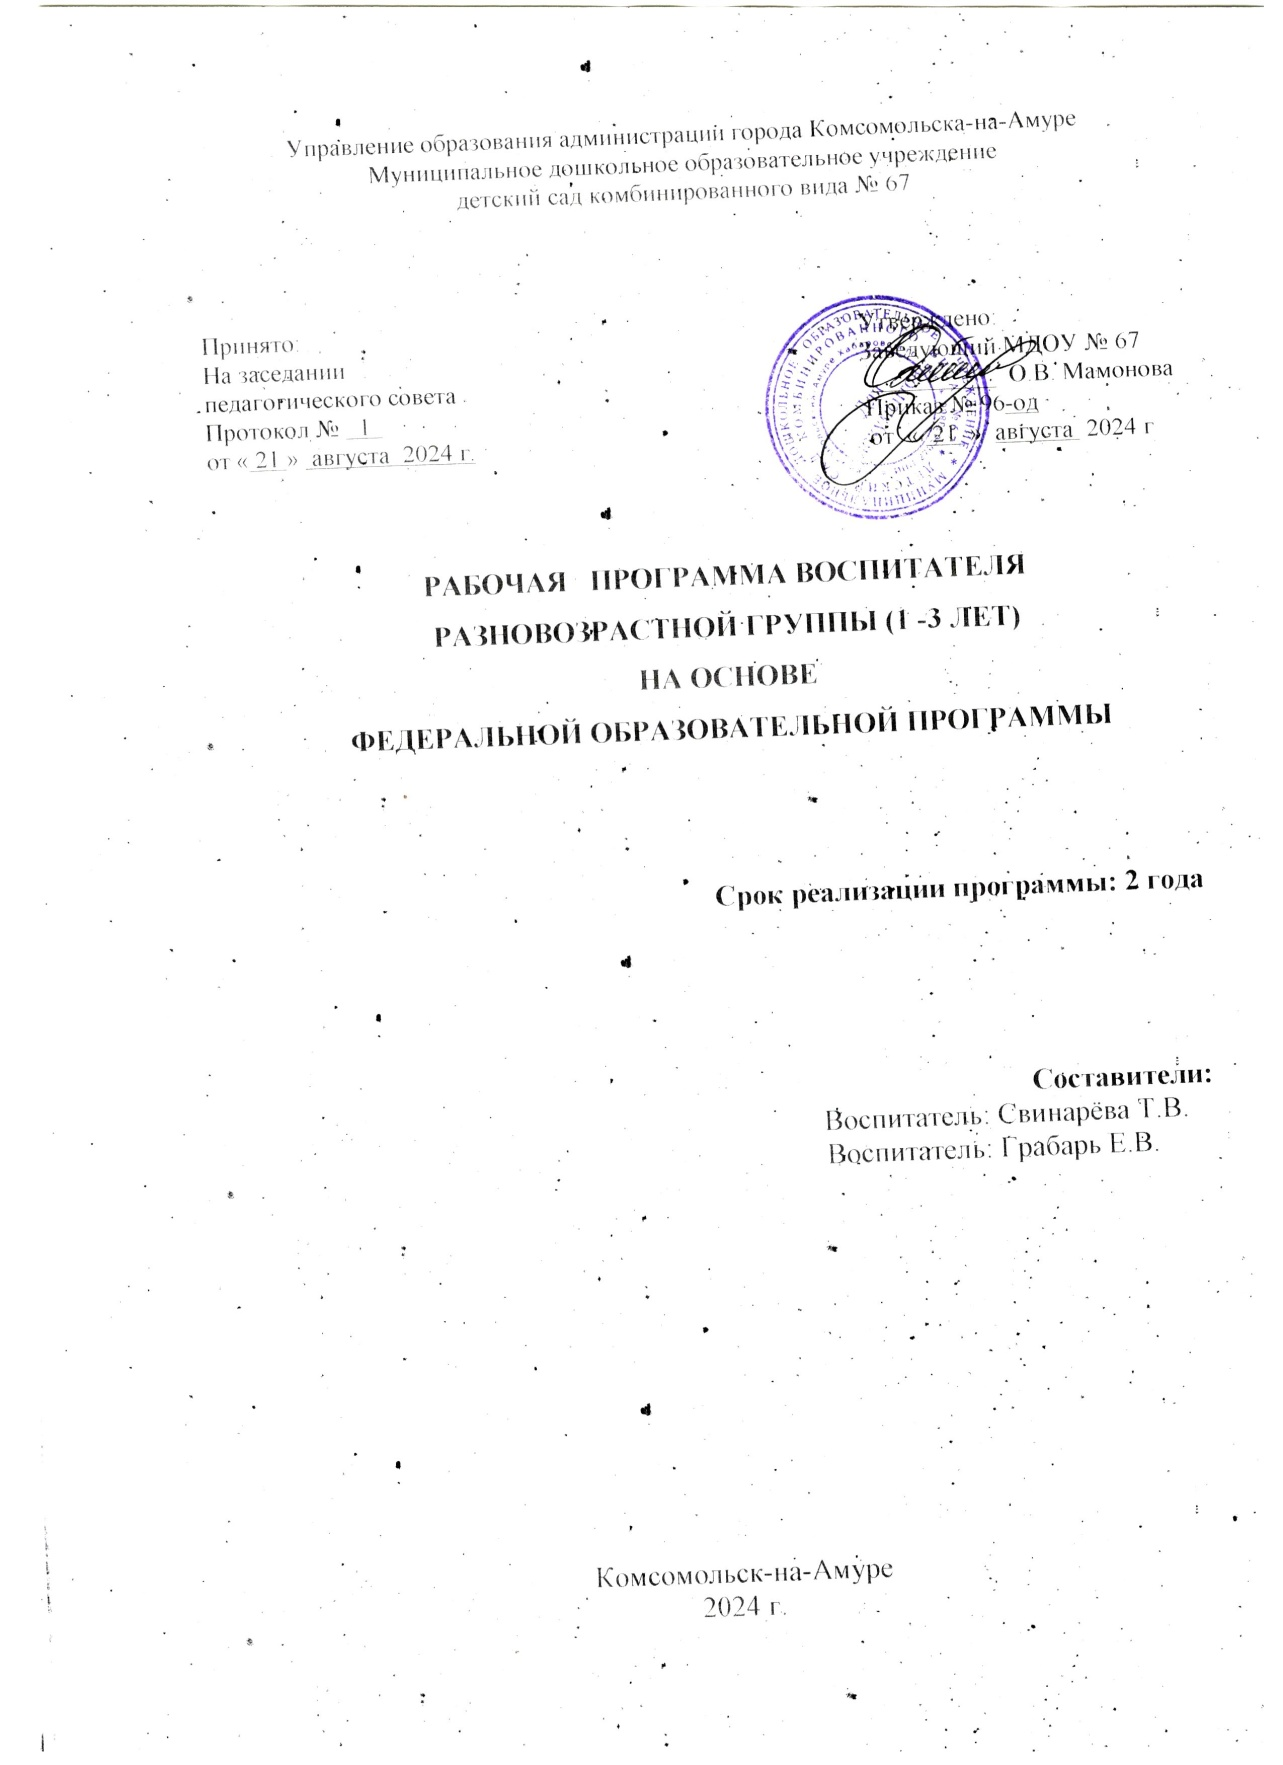 Управление образования администраций города Комсомольска-на-Амуре
Муниципальное дошкольное образовательное учреждение
детский сад комбинированного вида № 67
Принято:
На заседании
педагогического совета
Протокол № 1
от « 21 » августа 2024 г.
Утверждено:
Заведующий МДОУ № 67
О.В. Мамонова
Приказ № 96-од
от « 21 » августа 2024 г
РАБОЧАЯ ПРОГРАММА ВОСПИТАТЕЛЯ
РАЗНОВОЗРАСТНОЙ ГРУППЫ (1 -3 ЛЕТ)
НА ОСНОВЕ
ФЕДЕРАЛЬНОЙ ОБРАЗОВАТЕЛЬНОЙ ПРОГРАММЫ
Срок реализации программы: 2 года
Составители:
Воспитатель: Свинарёва Т.В.
Воспитатель: Грабарь Е.В.
Комсомольск-на-Амуре
2024 г.